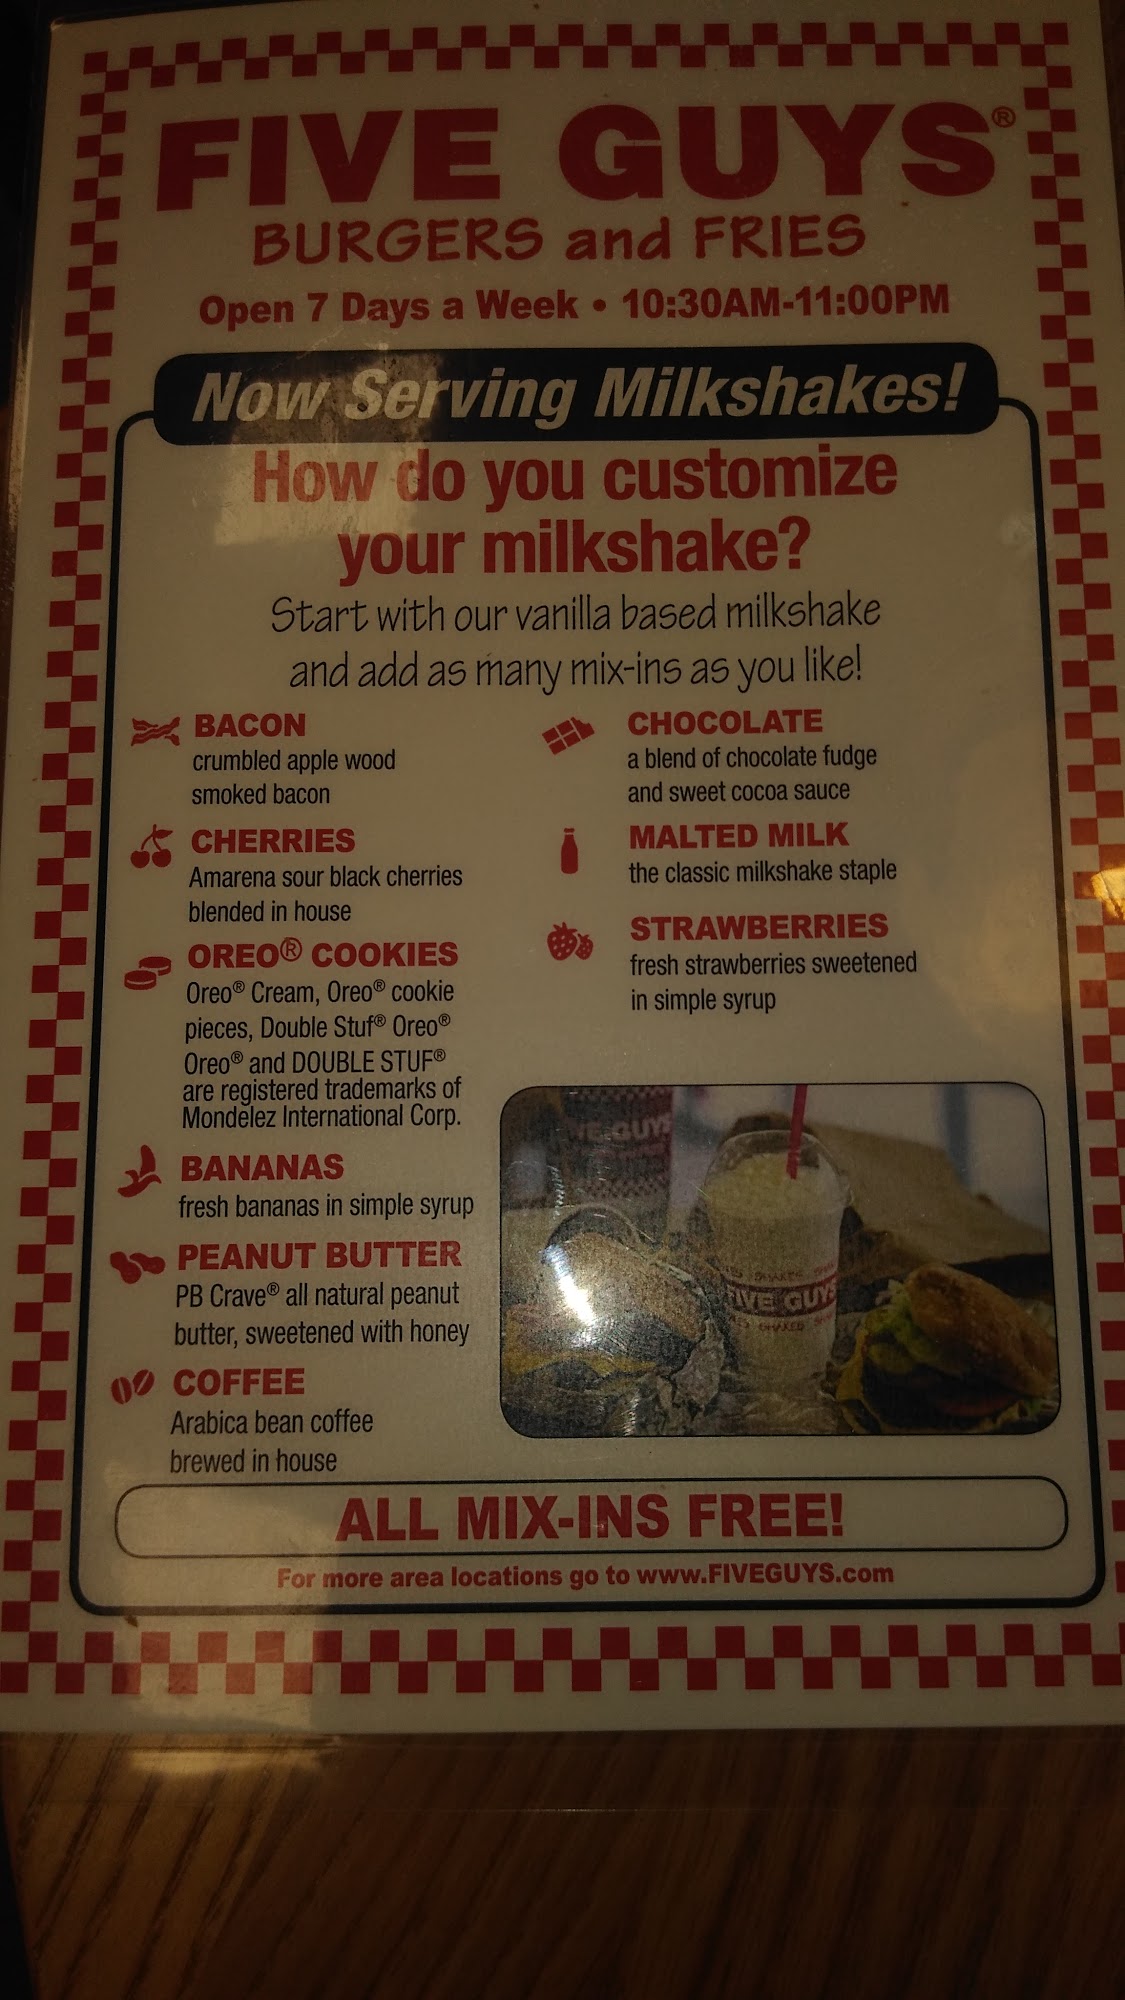 FIVE GUYS®
BURGERS and FRIES
Open 7 Days a Week • 10:30AM-11:00PM
Now Serving Milkshakes!
How do you customize
your milkshake?
Start with our vanilla based milkshake
and add as many mix-ins as you like!
BACON
crumbled apple wood
smoked bacon
CHERRIES
Amarena sour black cherries
blended in house
OREO® COOKIES
Oreo® Cream, Oreo® cookie
pieces, Double Stuf® Oreo®
Oreo® and DOUBLE STUF®
are registered trademarks of
Mondelez International Corp.
BANANAS
fresh bananas in simple syrup
PEANUT BUTTER
PB Crave® all natural peanut
butter, sweetened with honey
COFFEE
Arabica bean coffee
brewed in house
CHOCOLATE
a blend of chocolate fudge
and sweet cocoa sauce
MALTED MILK
the classic milkshake staple
STRAWBERRIES
fresh strawberries sweetened
in simple syrup
FIVE GUYS
ALL MIX-INS FREE!
For more area locations go to www.FIVEGUYS.com